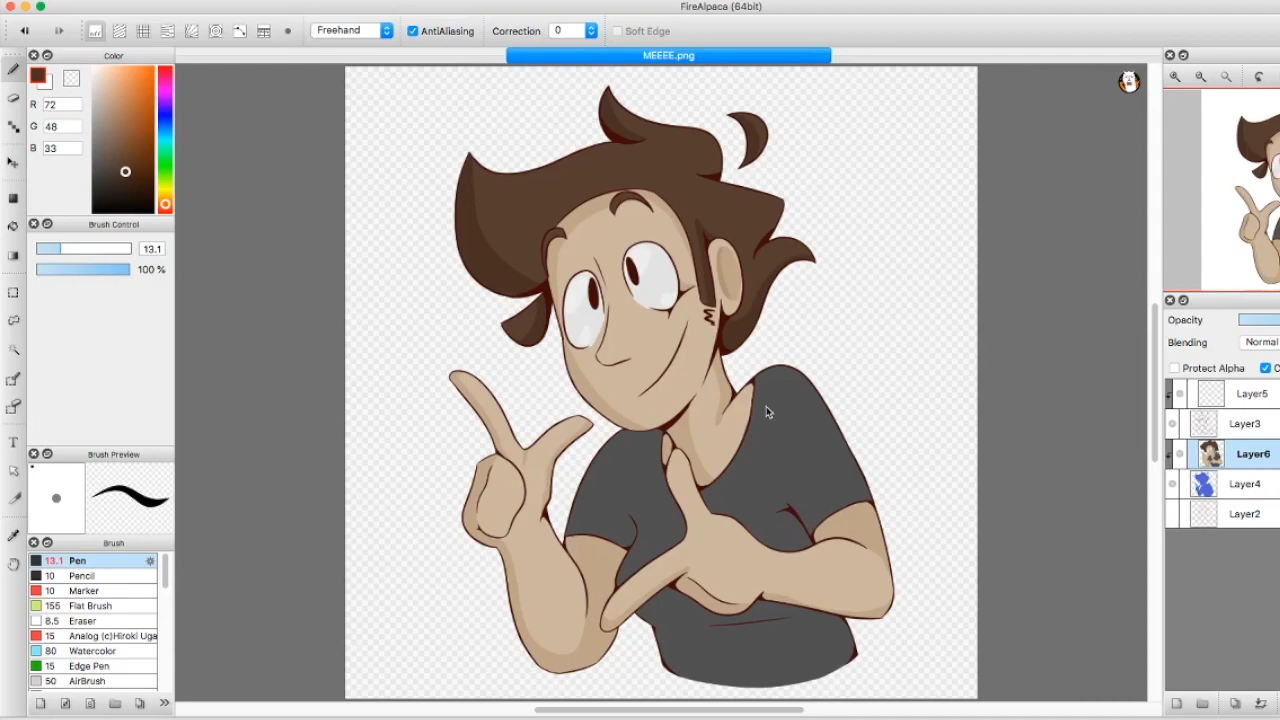 FireAlpaca (64bit)
off Freehand AntiAliasing Correction 0 Soft Edge
MEEEE.png
Color
R 72
G 48
B 33
Brush Control
13.1
100 %
Brush Preview
Brush
13.1 Pen
10 Pencil
10 Marker
155 Flat Brush
8.5 Eraser
15 Analog (c)Hiroki Uga
80 Watercolor
15 Edge Pen
50 AirBrush
Opacity
Blending Normal
Protect Alpha C
Layer5
Layer3
Layer6
Layer4
Layer2